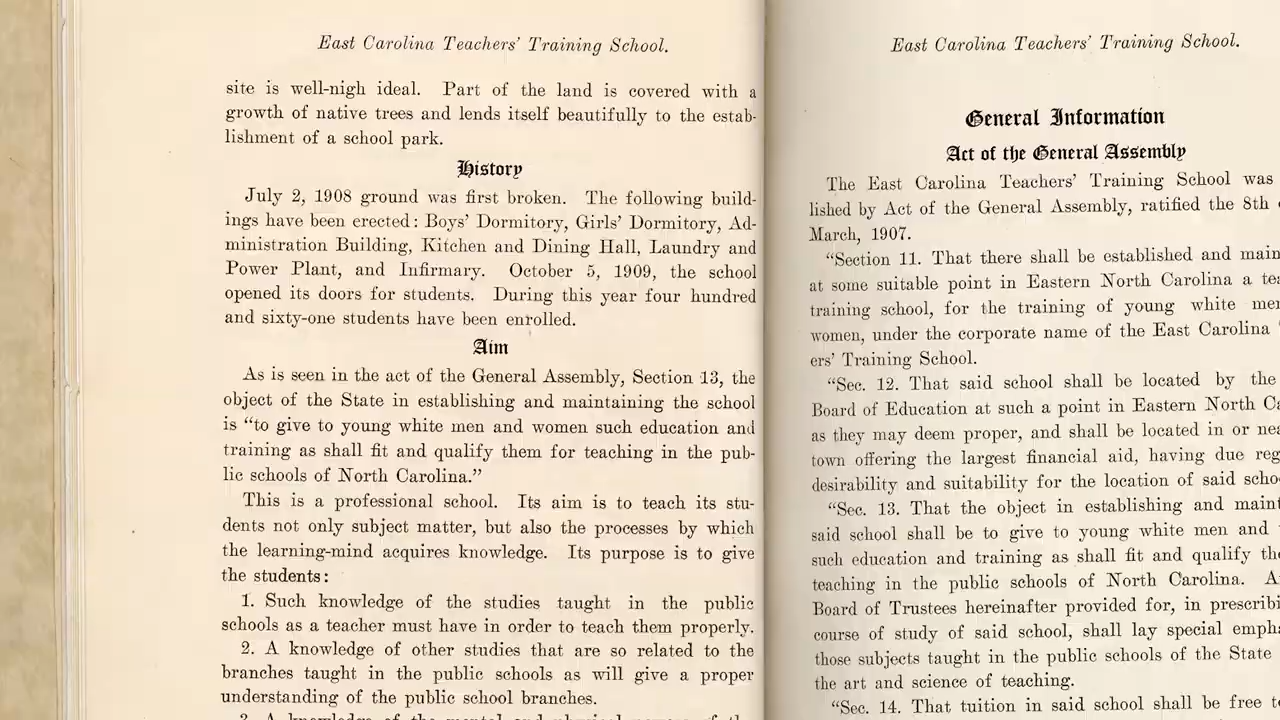 East Carolina Teachers' Training School.
site is well-nigh ideal. Part of the land is covered with a
growth of native trees and lends itself beautifully to the estab-
lishment of a school park.
History
July 2, 1908 ground was first broken. The following build-
ings have been erected: Boys' Dormitory, Girls' Dormitory, Ad-
ministration Building, Kitchen and Dining Hall, Laundry and
Power Plant, and Infirmary. October 5, 1909, the school
opened its doors for students. During this year four hundred
and sixty-one students have been enrolled.
Aim
As is seen in the act of the General Assembly, Section 13, the
object of the State in establishing and maintaining the school
is "to give to young white men and women such education and
training as shall fit and qualify them for teaching in the pub-
lic schools of North Carolina."
This is a professional school. Its aim is to teach its stu-
dents not only subject matter, but also the processes by which
the learning-mind acquires knowledge. Its purpose is to give
the students:
1. Such knowledge of the studies taught in the public
schools as a teacher must have in order to teach them properly.
2. A knowledge of other studies that are so related to the
branches taught in the public schools as will give a proper
understanding of the public school branches.
3. A knowledge of the mental and physical powers of the
East Carolina Teachers' Training School.
General Information
Act of the General Assembly
The East Carolina Teachers' Training School was
lished by Act of the General Assembly, ratified the 8th
March, 1907.
"Section 11. That there shall be established and main
at some suitable point in Eastern North Carolina a tea
training school, for the training of young white men
women, under the corporate name of the East Carolina
ers' Training School.
"Sec. 12. That said school shall be located by the
Board of Education at such a point in Eastern North Ca
as they may deem proper, and shall be located in or nea
town offering the largest financial aid, having due reg
desirability and suitability for the location of said scho
"Sec. 13. That the object in establishing and maint
said school shall be to give to young white men and
such education and training as shall fit and qualify the
teaching in the public schools of North Carolina. A
Board of Trustees hereinafter provided for, in prescribi
course of study of said school, shall lay special empha
those subjects taught in the public schools of the State
the art and science of teaching.
"Sec. 14. That tuition in said school shall be free t